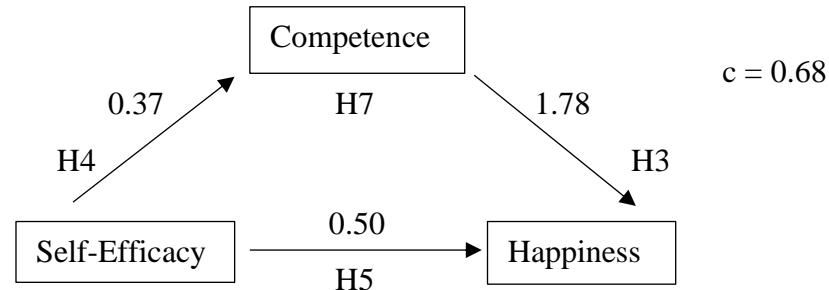 Competence
c = 0.68
0.37
H7
1.78
H4
H3
0.50
Self-Efficacy
Happiness
H5